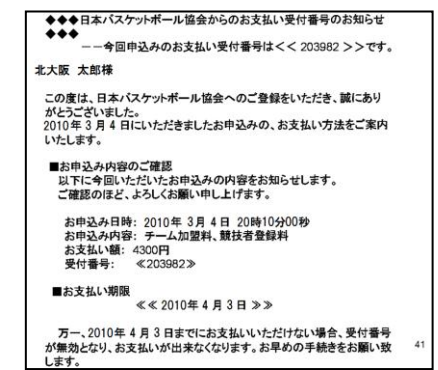 ◆◆◆日本バスケットボール協会からのお支払い受付番号のお知らせ
◆◆◆
――今回申込みのお支払い受付番号は<< 203982 >>です。
北大阪 太郎様
この度は、日本バスケットボール協会へのご登録をいただき、誠にあり
がとうございました。
2010年 3 月 4 日にいただきましたお申込みの、お支払い方法をご案内
いたします。
■お申込み内容のご確認
以下に今回いただいたお申込みの内容をお知らせします。
ご確認のほど、よろしくお願い申し上げます。
お申込み日時: 2010年 3月 4日 20時10分00秒
お申込み内容: チーム加盟料、競技者登録料
お支払い額: 4300円
受付番号: ≪203982≫
■お支払い期限
≪≪ 2010年 4 月 3 日 ≫≫
万一、2010年 4 月 3 日までにお支払いいただけない場合、受付番号
が無効となり、お支払いが出来なくなります。お早めの手続きをお願い致
します。
41